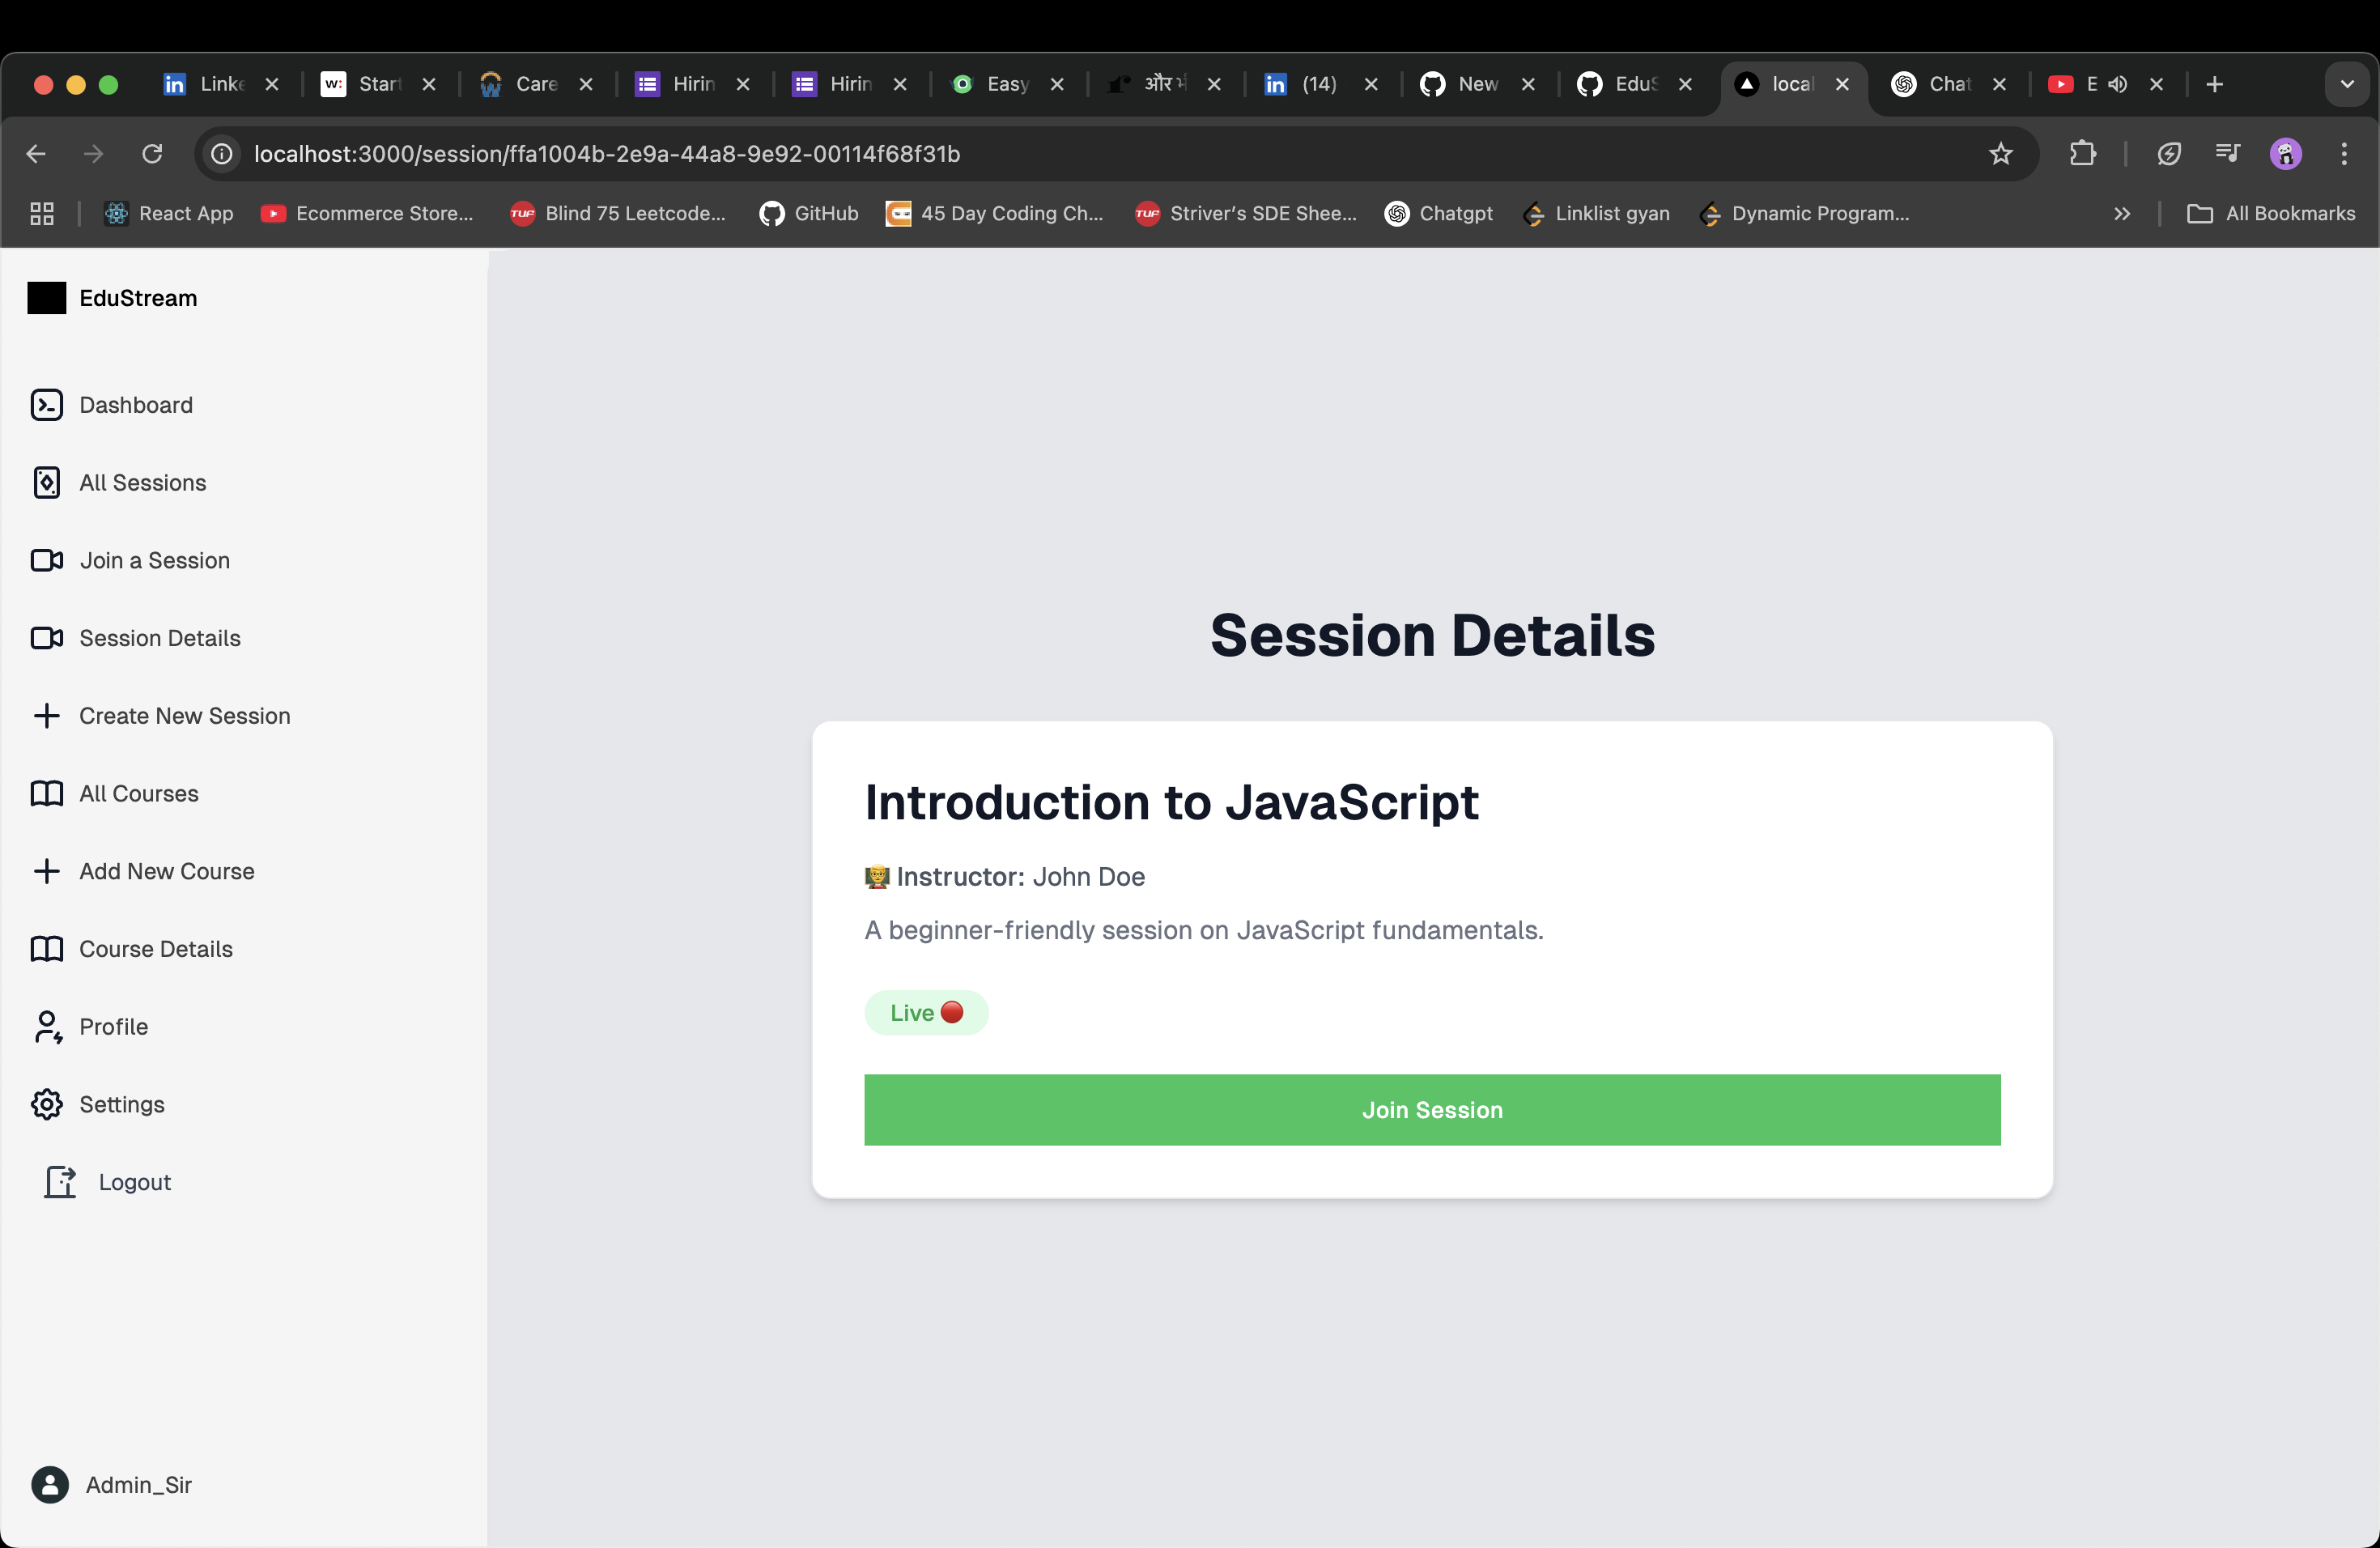 Linke
w:
Start
Care
Hirin
Hirin
Easy
और भ
in (14)
New
EduS
local
Chat
E
localhost:3000/session/ffa1004b-2e9a-44a8-9e92-00114f68f31b
React App
Ecommerce Store...
TUF Blind 75 Leetcode...
GitHub
45 Day Coding Ch...
TUF Striver's SDE Shee...
Chatgpt
Linklist gyan
Dynamic Program...
All Bookmarks
EduStream
Dashboard
All Sessions
Join a Session
Session Details
Create New Session
All Courses
Add New Course
Course Details
Profile
Settings
Logout
Admin_Sir
Session Details
Introduction to JavaScript
Instructor: John Doe
A beginner-friendly session on JavaScript fundamentals.
Live
Join Session